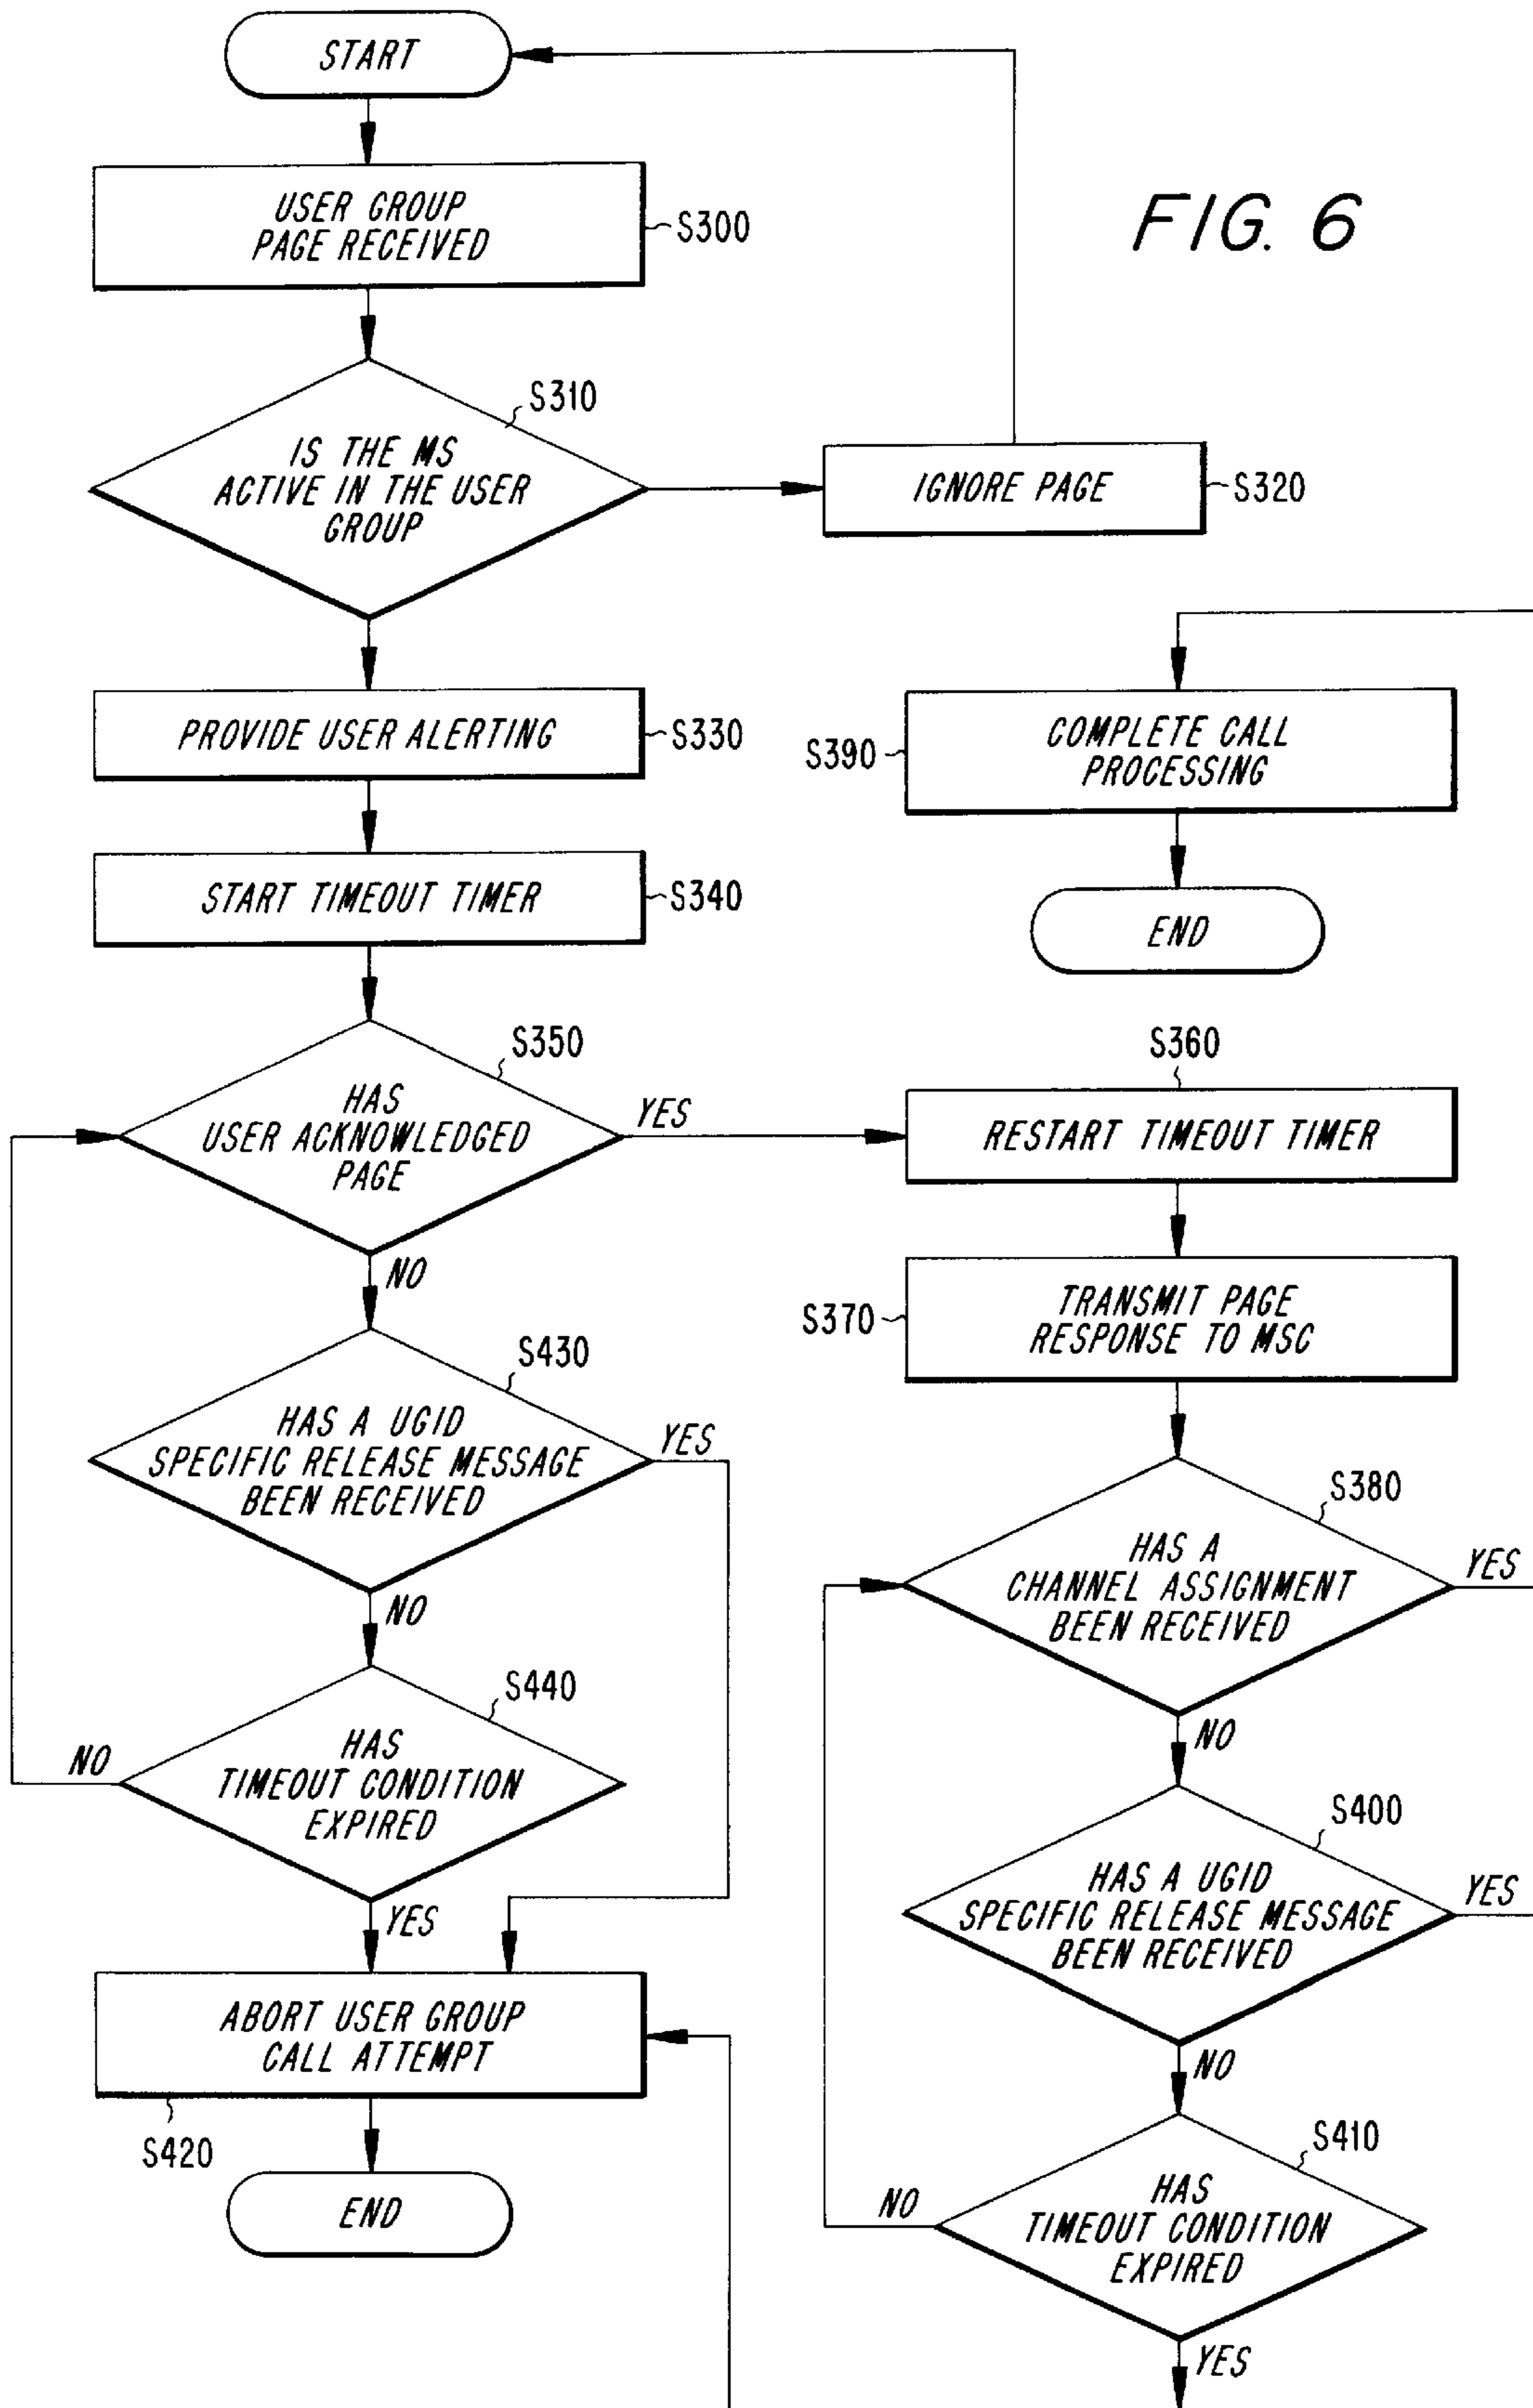 START
FIG. 6
USER GROUP
PAGE RECEIVED
S300
S310
IS THE MS
ACTIVE IN THE USER
GROUP
IGNORE PAGE
S320
PROVIDE USER ALERTING
S330
START TIMEOUT TIMER
S340
S390
COMPLETE CALL
PROCESSING
END
S350
HAS
USER ACKNOWLEDGED
PAGE
YES
NO
S360
RESTART TIMEOUT TIMER
S370
TRANSMIT PAGE
RESPONSE TO MSC
S430
HAS A UGID
SPECIFIC RELEASE MESSAGE
BEEN RECEIVED
YES
NO
S380
HAS A
CHANNEL ASSIGNMENT
BEEN RECEIVED
YES
NO
S440
HAS
TIMEOUT CONDITION
EXPIRED
NO
YES
S400
HAS A UGID
SPECIFIC RELEASE MESSAGE
BEEN RECEIVED
YES
NO
ABORT USER GROUP
CALL ATTEMPT
S420
END
S410
HAS
TIMEOUT CONDITION
EXPIRED
NO
YES